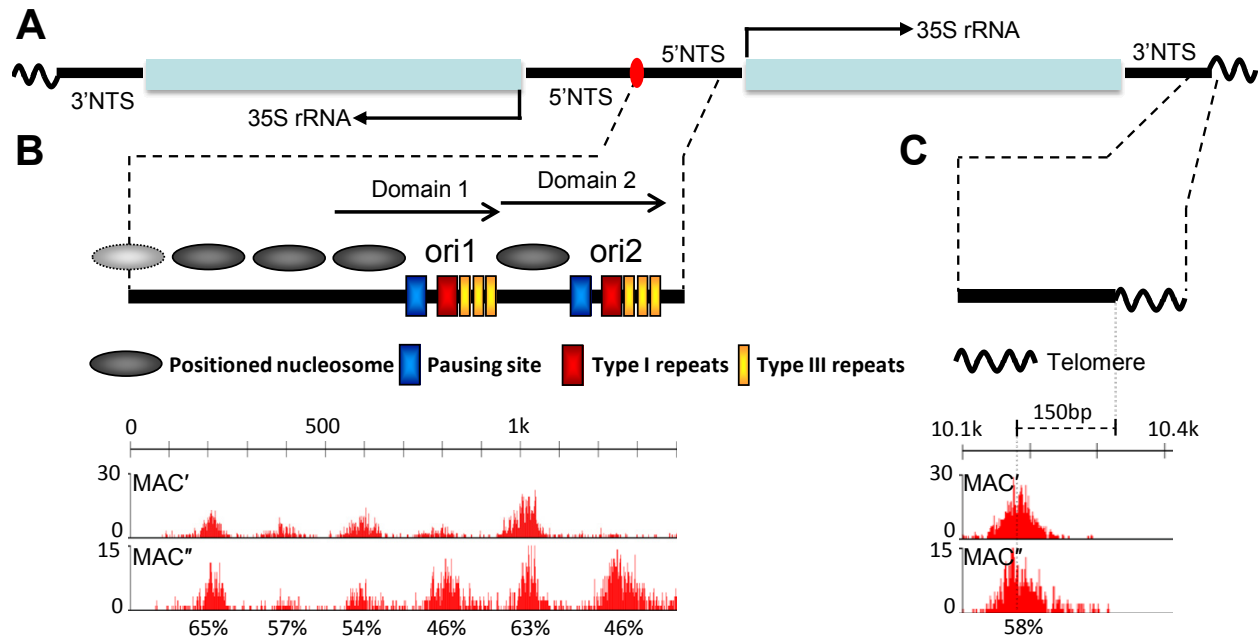 A
35S rRNA
5'NTS
3'NTS
3'NTS
5'NTS
35S rRNA
B
C
Domain 1
Domain 2
ori1
ori2
Positioned nucleosome
Pausing site
Type I repeats
Type III repeats
Telomere
0 500 1k
150bp
10.1k 10.4k
30
MAC'
0
15
MAC"
0
65% 57% 54% 46% 63% 46%
30
MAC'
0
15
MAC"
0
58%